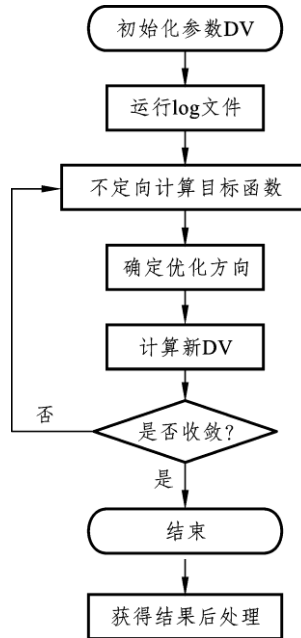 初始化参数DV
运行log文件
不定向计算目标函数
确定优化方向
计算新DV
否
是否收敛?
是
结束
获得结果后处理